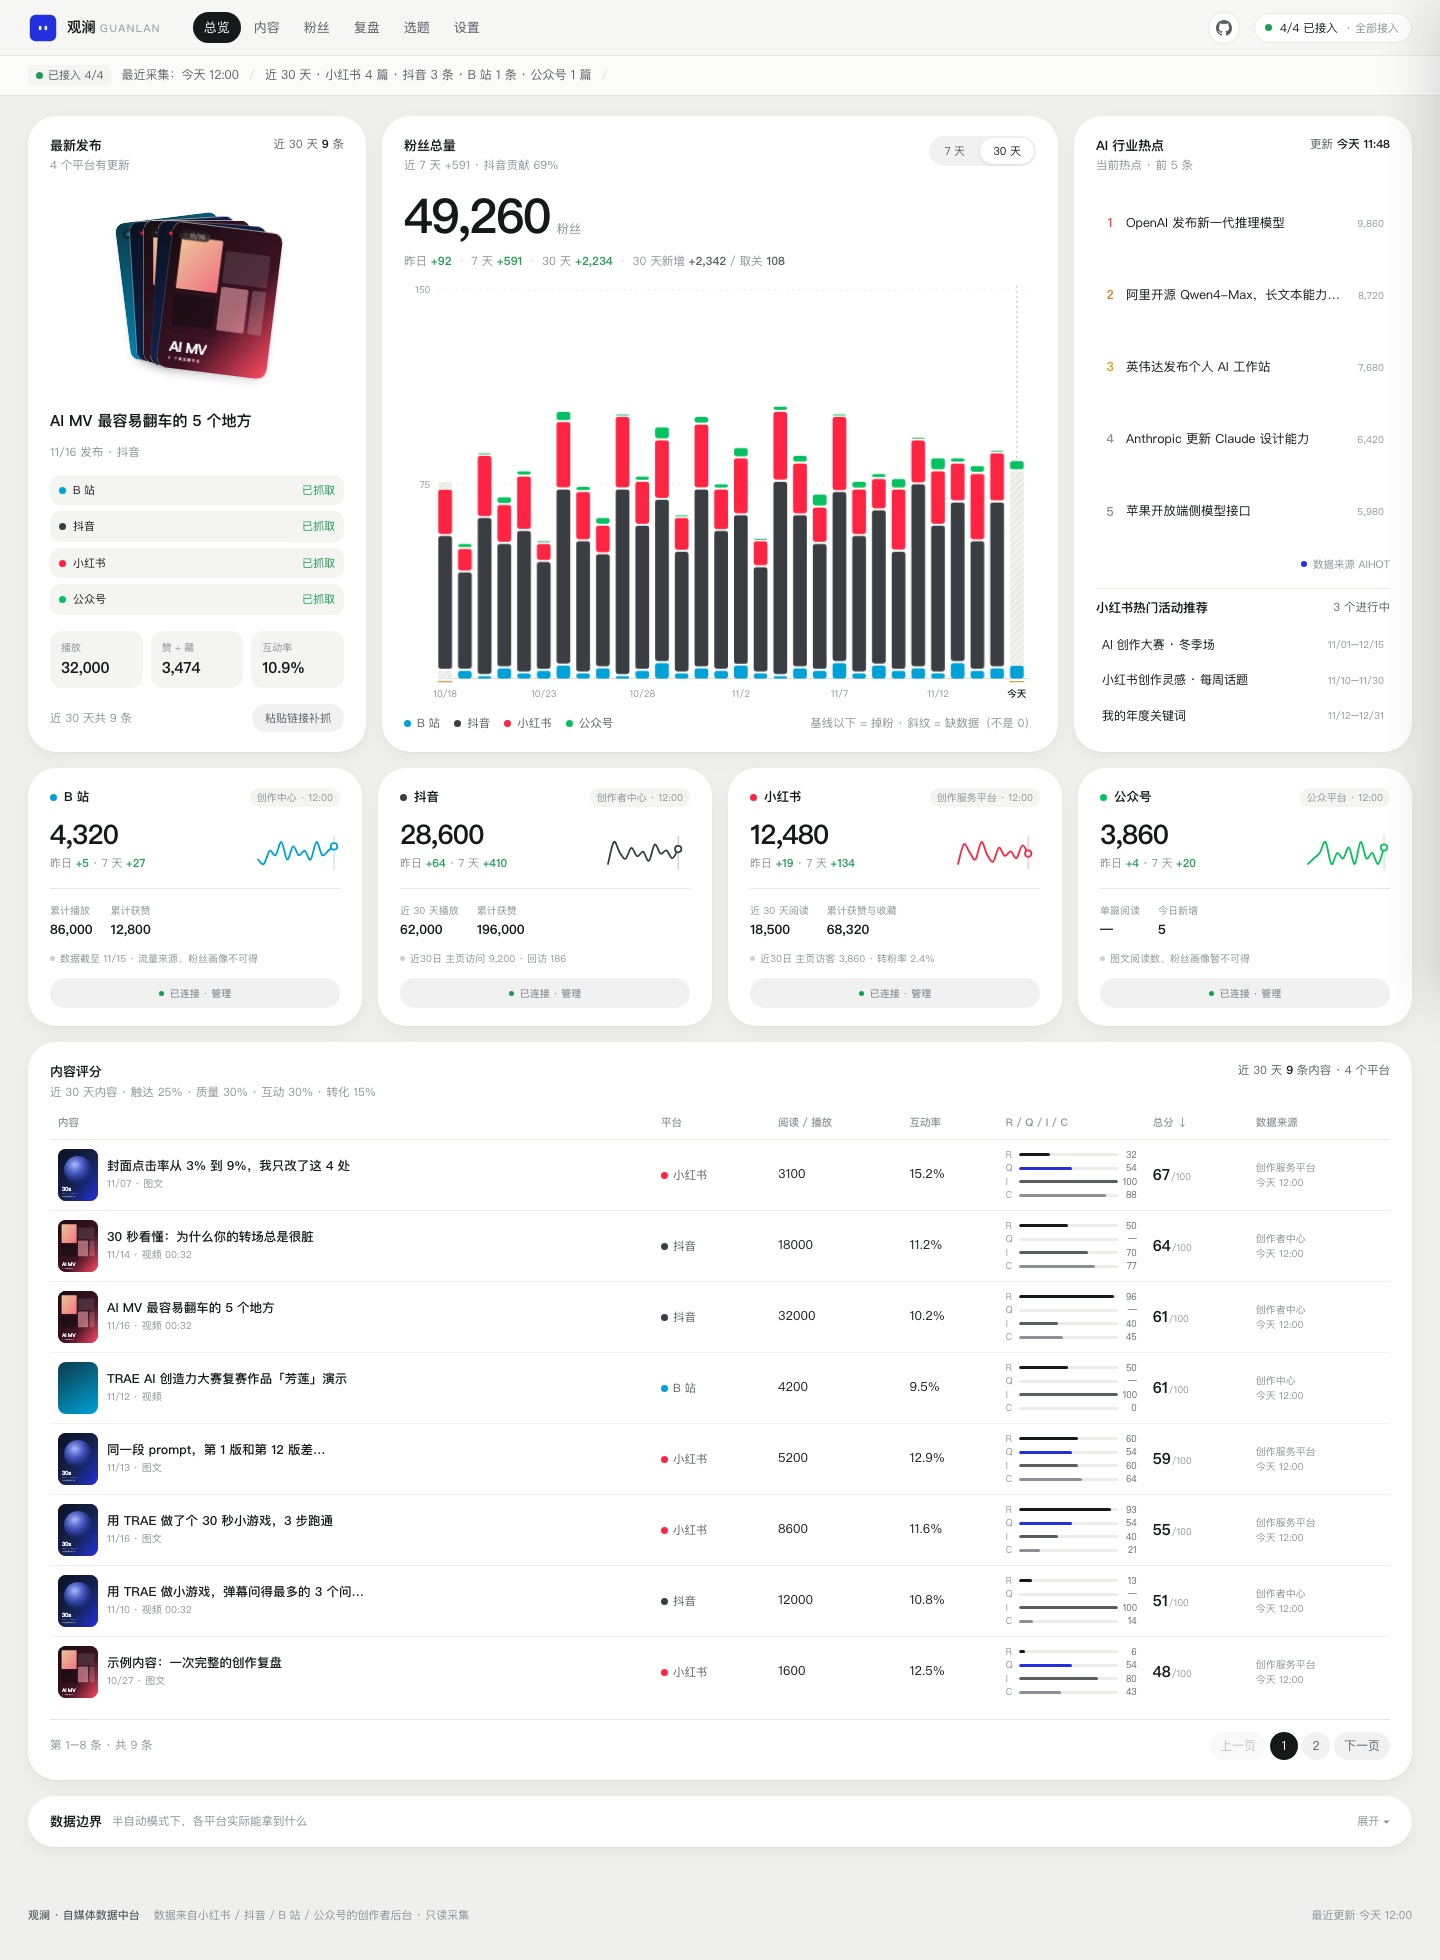 观澜 GUANLAN 总览 内容 粉丝 复盘 选题 设置 4/4 已接入 · 全部接入
已接入 4/4 最近采集：今天 12:00 / 近 30 天 · 小红书 4 篇 · 抖音 3 条 · B 站 1 条 · 公众号 1 篇 /
最新发布 近 30 天 9 条
4 个平台有更新
AI MV
AI MV 最容易翻车的 5 个地方
11/16 发布 · 抖音
B 站 已抓取
抖音 已抓取
小红书 已抓取
公众号 已抓取
播放 赞 + 藏 互动率
32,000 3,474 10.9%
近 30 天共 9 条 粘贴链接补抓
粉丝总量 7 天 30 天
近 7 天 +591 · 抖音贡献 69%
49,260 粉丝
昨日 +92 · 7 天 +591 · 30 天 +2,234 · 30 天新增 +2,342 / 取关 108
150
75
10/18 10/23 10/28 11/2 11/7 11/12 今天
B 站 抖音 小红书 公众号 基线以下 = 掉粉 · 斜纹 = 缺数据（不是 0）
AI 行业热点 更新 今天 11:48
当前热点 · 前 5 条
1 OpenAI 发布新一代推理模型 9,860
2 阿里开源 Qwen4-Max，长文本能力… 8,720
3 英伟达发布个人 AI 工作站 7,680
4 Anthropic 更新 Claude 设计能力 6,420
5 苹果开放端侧模型接口 5,980
数据来源 AIHOT
小红书热门活动推荐 3 个进行中
AI 创作大赛 · 冬季场 11/01—12/15
小红书创作灵感 · 每周话题 11/10—11/30
我的年度关键词 11/12—12/31
B 站 创作中心 · 12:00
4,320
昨日 +5 · 7 天 +27
累计播放 累计获赞
86,000 12,800
数据截至 11/15 · 流量来源、粉丝画像不可得
已连接 · 管理
抖音 创作者中心 · 12:00
28,600
昨日 +64 · 7 天 +410
近 30 天播放 累计获赞
62,000 196,000
近30日 主页访问 9,200 · 回访 186
已连接 · 管理
小红书 创作服务平台 · 12:00
12,480
昨日 +19 · 7 天 +134
近 30 天阅读 累计获赞与收藏
18,500 68,320
近30日 主页访客 3,860 · 转粉率 2.4%
已连接 · 管理
公众号 公众平台 · 12:00
3,860
昨日 +4 · 7 天 +20
单篇阅读 今日新增
— 5
图文阅读数、粉丝画像暂不可得
已连接 · 管理
内容评分 近 30 天 9 条内容 · 4 个平台
近 30 天内容 · 触达 25% · 质量 30% · 互动 30% · 转化 15%
内容 平台 阅读 / 播放 互动率 R / Q / I / C 总分 ↓ 数据来源
30s 封面点击率从 3% 到 9%，我只改了这 4 处 小红书 3100 15.2% R 32 Q 54 I 100 C 88 67/100 创作服务平台
11/07 · 图文 今天 12:00
AI MV 30 秒看懂：为什么你的转场总是很脏 抖音 18000 11.2% R 50 Q — I 70 C 77 64/100 创作者中心
11/14 · 视频 00:32 今天 12:00
AI MV AI MV 最容易翻车的 5 个地方 抖音 32000 10.2% R 96 Q — I 40 C 45 61/100 创作者中心
11/16 · 视频 00:32 今天 12:00
TRAE AI 创造力大赛复赛作品「芳莲」演示 B 站 4200 9.5% R 50 Q — I 100 C 0 61/100 创作中心
11/12 · 视频 今天 12:00
30s 同一段 prompt，第 1 版和第 12 版差… 小红书 5200 12.9% R 60 Q 54 I 60 C 64 59/100 创作服务平台
11/13 · 图文 今天 12:00
30s 用 TRAE 做了个 30 秒小游戏，3 步跑通 小红书 8600 11.6% R 93 Q 54 I 40 C 21 55/100 创作服务平台
11/16 · 图文 今天 12:00
30s 用 TRAE 做小游戏，弹幕问得最多的 3 个问… 抖音 12000 10.8% R 13 Q — I 100 C 14 51/100 创作者中心
11/10 · 视频 00:32 今天 12:00
AI MV 示例内容：一次完整的创作复盘 小红书 1600 12.5% R 6 Q 54 I 80 C 43 48/100 创作服务平台
10/27 · 图文 今天 12:00
第 1—8 条 · 共 9 条 上一页 1 2 下一页
数据边界 半自动模式下，各平台实际能拿到什么 展开
观澜 · 自媒体数据中台 数据来自小红书 / 抖音 / B 站 / 公众号的创作者后台 · 只读采集 最近更新 今天 12:00